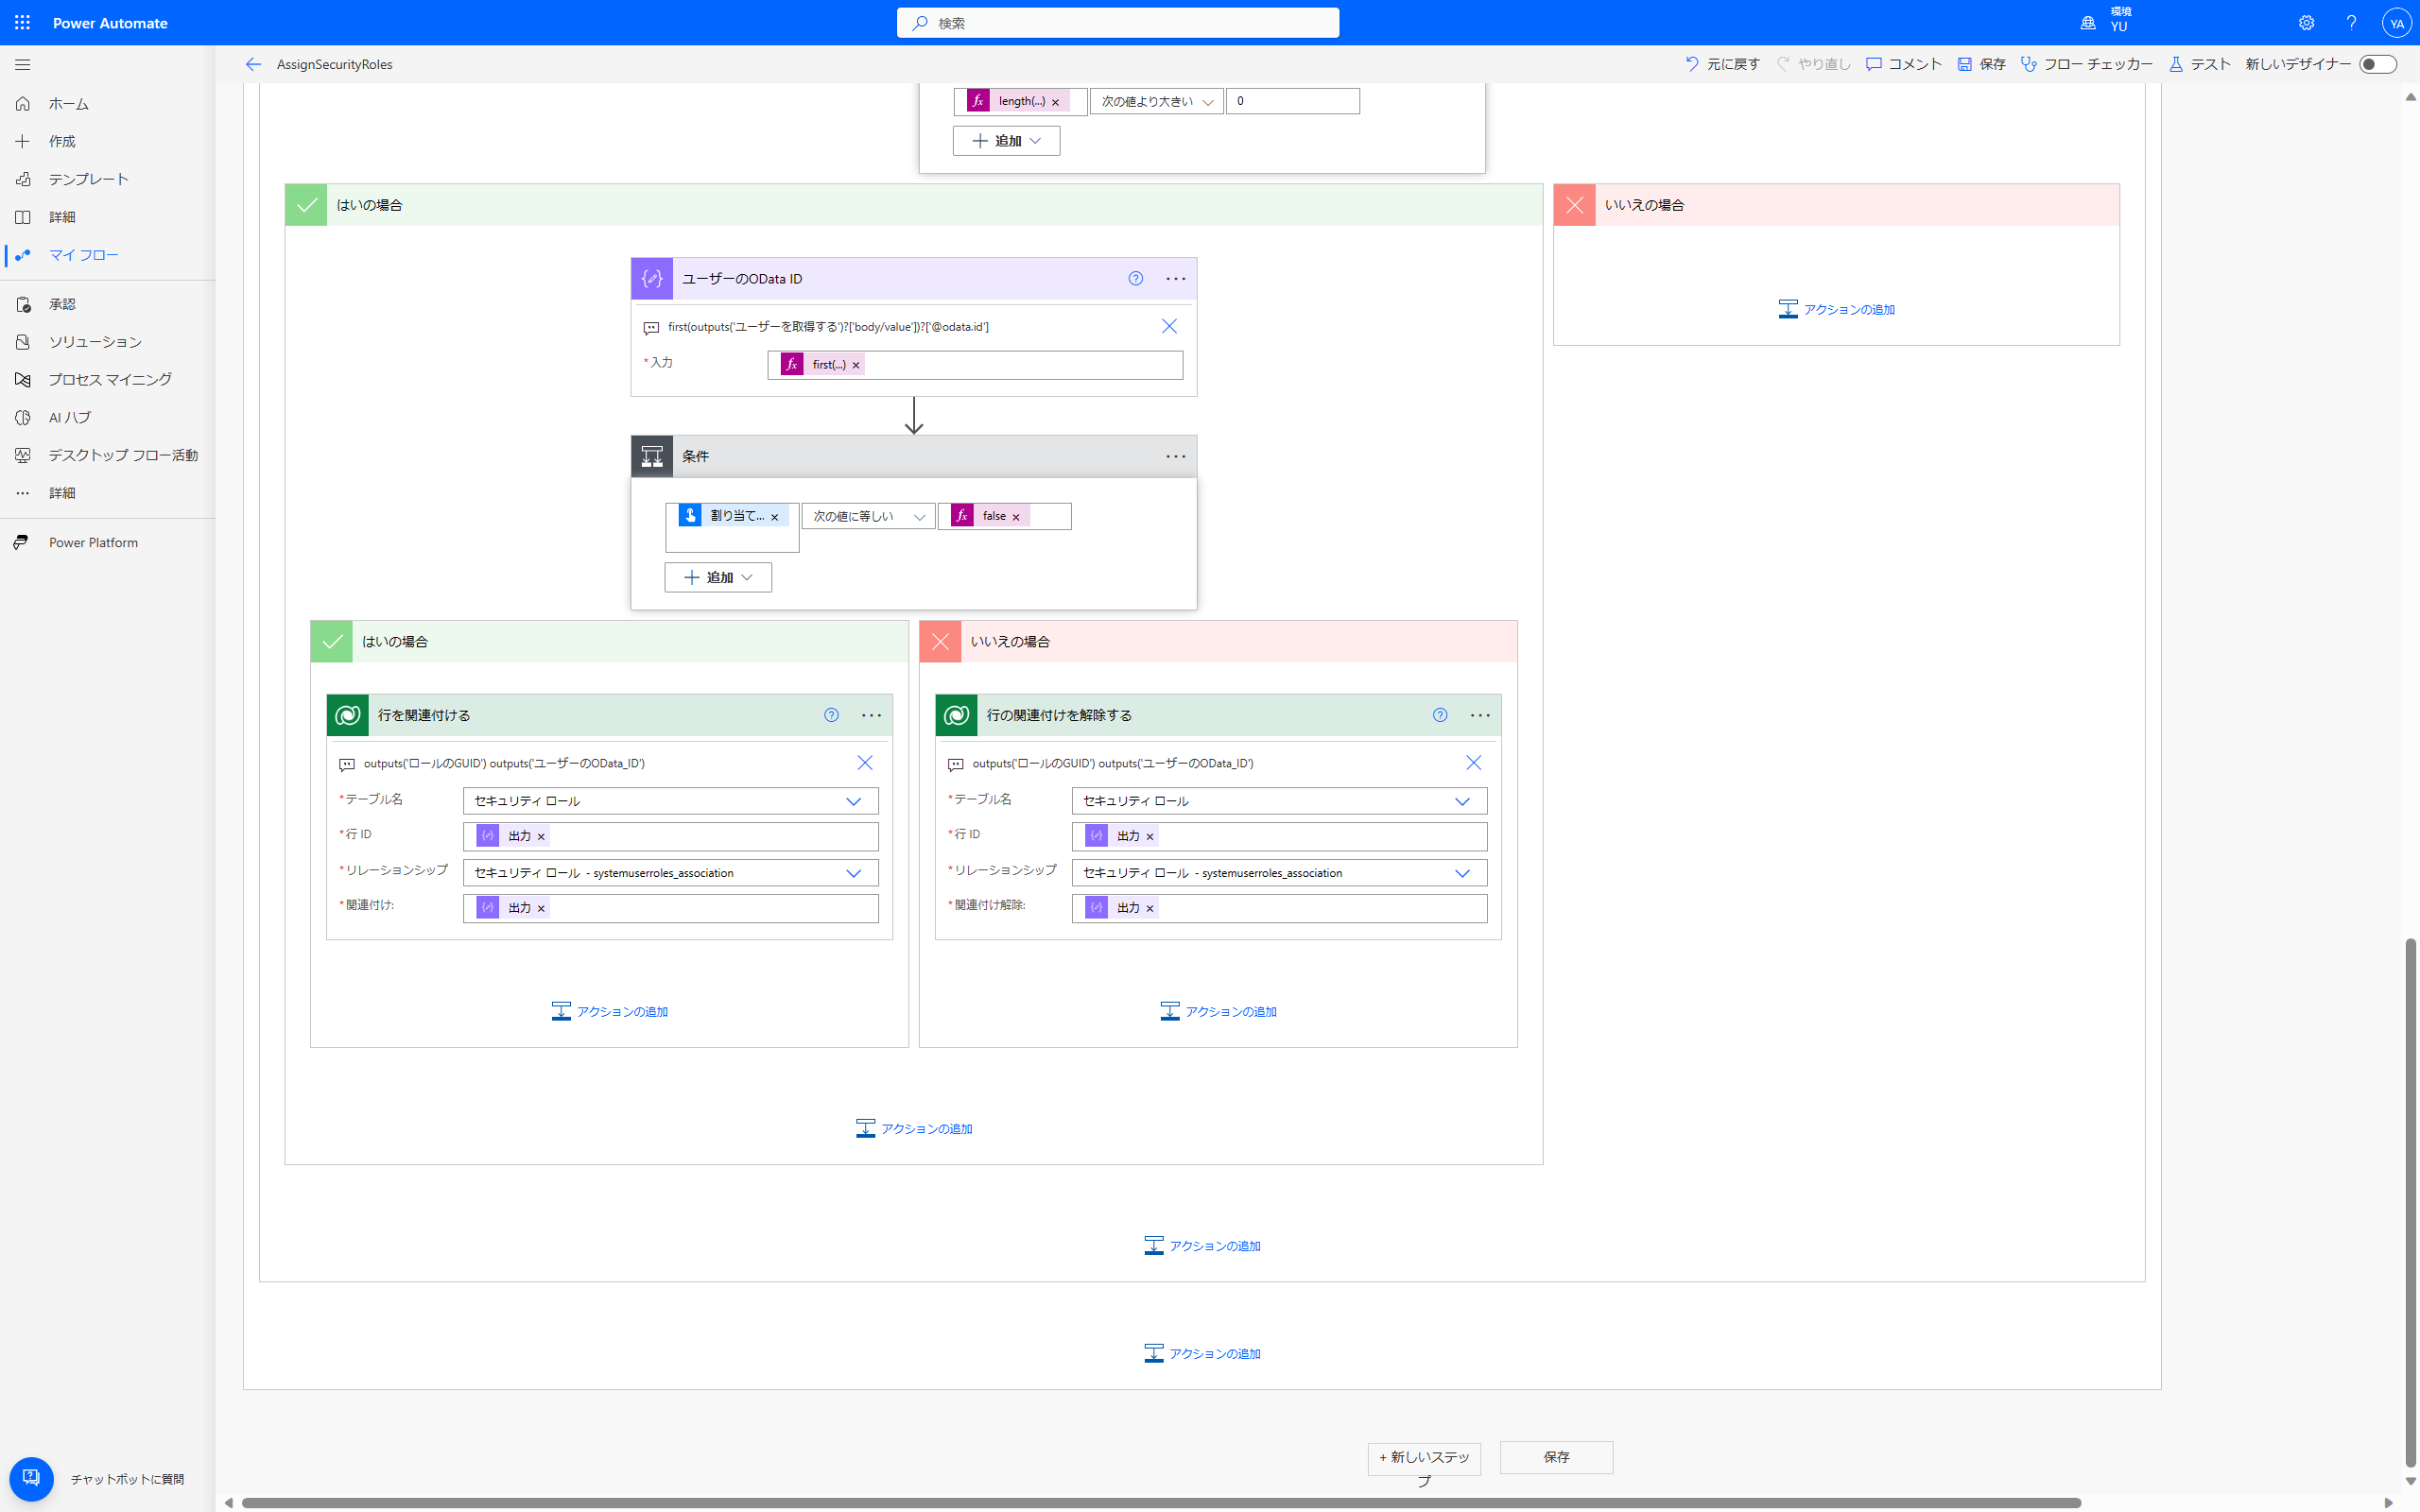 Power Automate
検索
環境
YU
YA
AssignSecurityRoles
元に戻す
やり直し
コメント
保存
フロー チェッカー
テスト
新しいデザイナー
ホーム
作成
テンプレート
詳細
マイ フロー
承認
ソリューション
プロセス マイニング
AI ハブ
デスクトップ フロー活動
詳細
Power Platform
チャットボットに質問
fx length(...) × 次の値より大きい 0
追加
はいの場合
いいえの場合
アクションの追加
ユーザーのOData ID
first(outputs('ユーザーを取得する')?['body/value'])?['@odata.id']
*入力 fx first(...) ×
条件
割り当て... × 次の値に等しい fx false ×
追加
はいの場合
行を関連付ける
outputs('ロールのGUID') outputs('ユーザーのOData_ID')
*テーブル名 セキュリティ ロール
*行 ID 出力 ×
*リレーションシップ セキュリティ ロール - systemuserroles_association
*関連付け: 出力 ×
アクションの追加
いいえの場合
行の関連付けを解除する
outputs('ロールのGUID') outputs('ユーザーのOData_ID')
*テーブル名 セキュリティ ロール
*行 ID 出力 ×
*リレーションシップ セキュリティ ロール - systemuserroles_association
*関連付け解除: 出力 ×
アクションの追加
アクションの追加
アクションの追加
アクションの追加
+ 新しいステッ
プ
保存